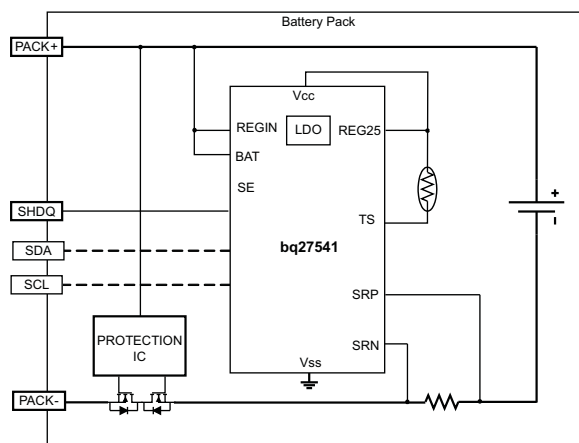 Battery Pack
PACK+
Vcc
REGIN
LDO
REG25
BAT
SE
SHDQ
TS
SDA
bq27541
SCL
SRP
PROTECTION
IC
SRN
Vss
PACK-
+
-